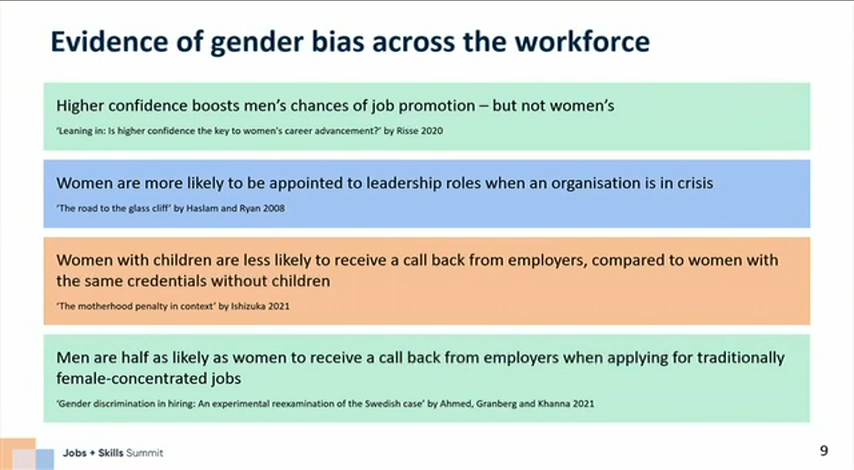 Evidence of gender bias across the workforce
Higher confidence boosts men's chances of job promotion – but not women's
'Leaning in: Is higher confidence the key to women's career advancement?' by Risse 2020
Women are more likely to be appointed to leadership roles when an organisation is in crisis
'The road to the glass cliff' by Haslam and Ryan 2008
Women with children are less likely to receive a call back from employers, compared to women with
the same credentials without children
'The motherhood penalty in context' by Ishizuka 2021
Men are half as likely as women to receive a call back from employers when applying for traditionally
female-concentrated jobs
'Gender discrimination in hiring: An experimental reexamination of the Swedish case' by Ahmed, Granberg and Khanna 2021
Jobs + Skills Summit
9